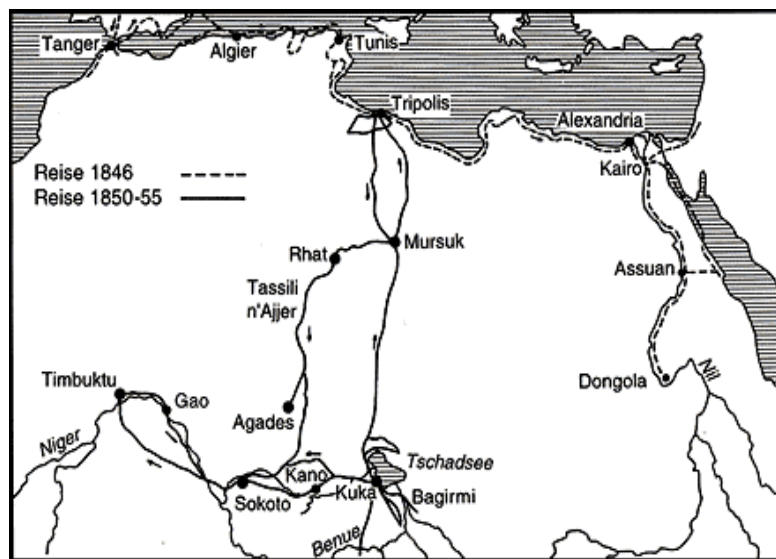 Tanger
Algier
Tunis
Tripolis
Alexandria
Kairo
Reise 1846
Reise 1850-55
Mursuk
Rhat
Assuan
Tassili
n'Ajjer
Timbuktu
Gao
Dongola
Nil
Agades
Niger
Tschadsee
Kano
Kuka
Bagirmi
Sokoto
Benue